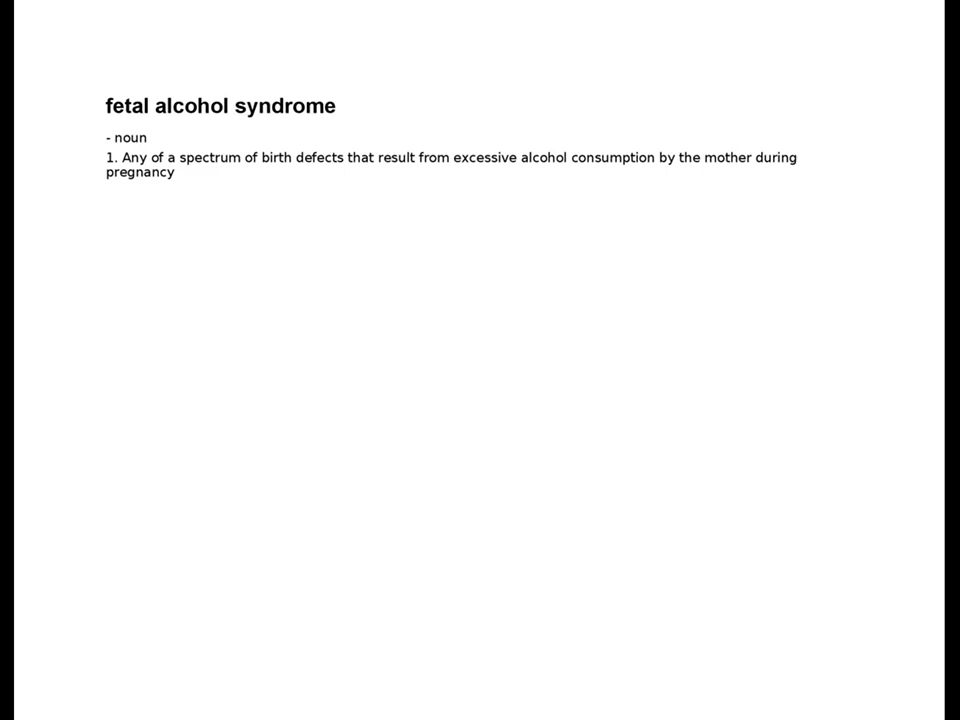 fetal alcohol syndrome
- noun
1. Any of a spectrum of birth defects that result from excessive alcohol consumption by the mother during
pregnancy